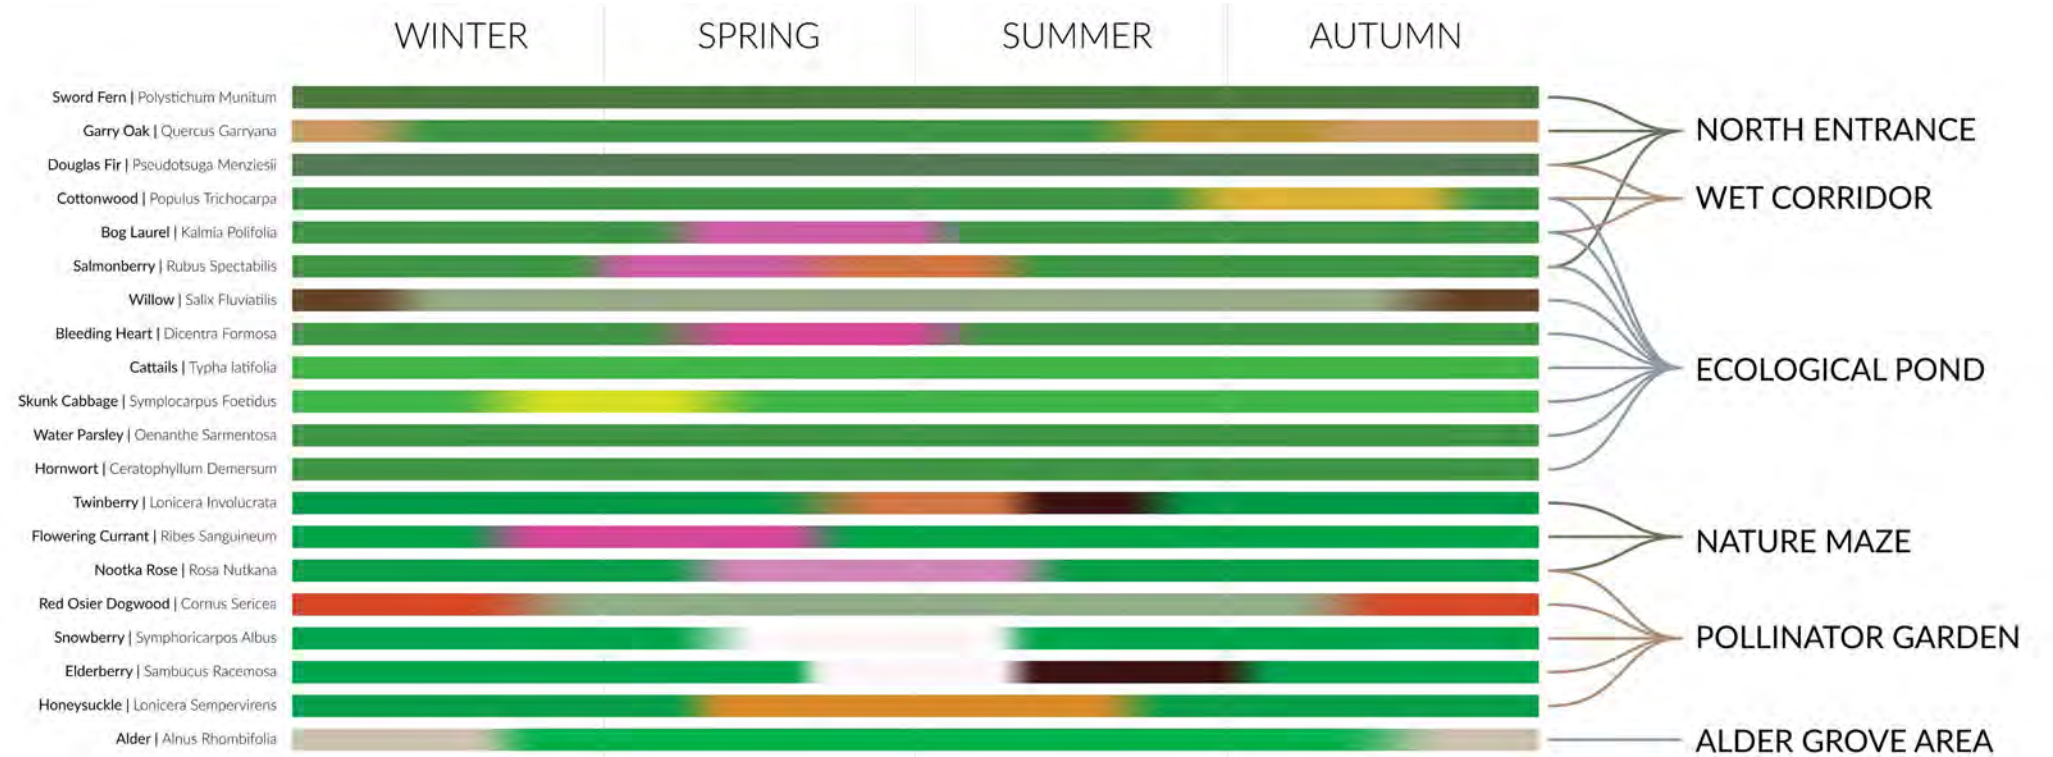 WINTER SPRING SUMMER AUTUMN
Sword Fern | Polystichum Munitum
Garry Oak | Quercus Garryana
Douglas Fir | Pseudotsuga Menziesii
Cottonwood | Populus Trichocarpa
Bog Laurel | Kalmia Polifolia
Salmonberry | Rubus Spectabilis
Willow | Salix Fluviatilis
Bleeding Heart | Dicentra Formosa
Cattails | Typha latifolia
Skunk Cabbage | Symplocarpus Foetidus
Water Parsley | Oenanthe Sarmentosa
Hornwort | Ceratophyllum Demersum
Twinberry | Lonicera Involucrata
Flowering Currant | Ribes Sanguineum
Nootka Rose | Rosa Nutkana
Red Osier Dogwood | Cornus Sericea
Snowberry | Symphoricarpos Albus
Elderberry | Sambucus Racemosa
Honeysuckle | Lonicera Sempervirens
Alder | Alnus Rhombifolia
NORTH ENTRANCE
WET CORRIDOR
ECOLOGICAL POND
NATURE MAZE
POLLINATOR GARDEN
ALDER GROVE AREA